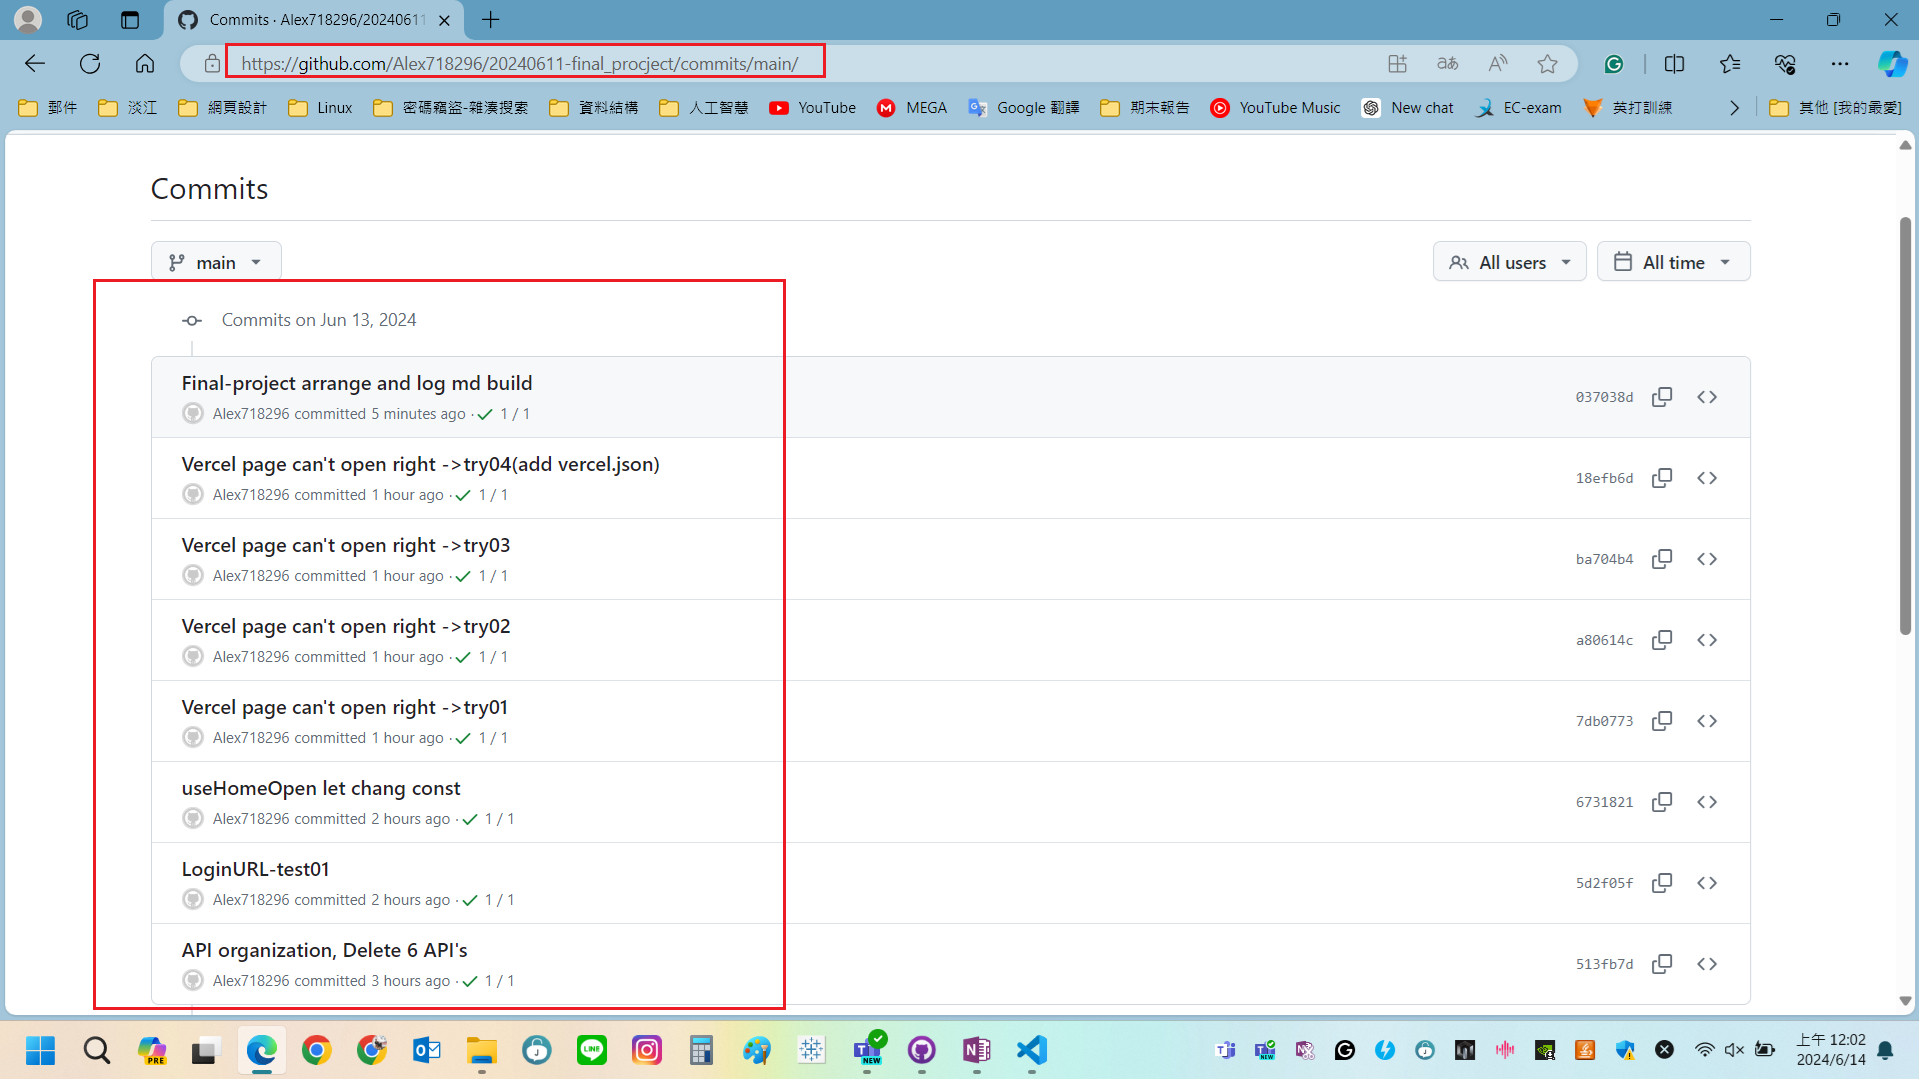 Commits · Alex718296/20240611
https://github.com/Alex718296/20240611-final_procject/commits/main/
郵件
淡江
網頁設計
Linux
密碼竊盜-雜湊搜索
資料結構
人工智慧
YouTube
MEGA
Google 翻譯
期末報告
YouTube Music
New chat
EC-exam
英打訓練
其他 [我的最愛]
Commits
main
All users
All time
Commits on Jun 13, 2024
Final-project arrange and log md build
Alex718296 committed 5 minutes ago · 1 / 1
037038d
Vercel page can't open right ->try04(add vercel.json)
Alex718296 committed 1 hour ago · 1 / 1
18efb6d
Vercel page can't open right ->try03
Alex718296 committed 1 hour ago · 1 / 1
ba704b4
Vercel page can't open right ->try02
Alex718296 committed 1 hour ago · 1 / 1
a80614c
Vercel page can't open right ->try01
Alex718296 committed 1 hour ago · 1 / 1
7db0773
useHomeOpen let chang const
Alex718296 committed 2 hours ago · 1 / 1
6731821
LoginURL-test01
Alex718296 committed 2 hours ago · 1 / 1
5d2f05f
API organization, Delete 6 API's
Alex718296 committed 3 hours ago · 1 / 1
513fb7d
PRE
LINE
NEW
NEW
上午 12:02
2024/6/14